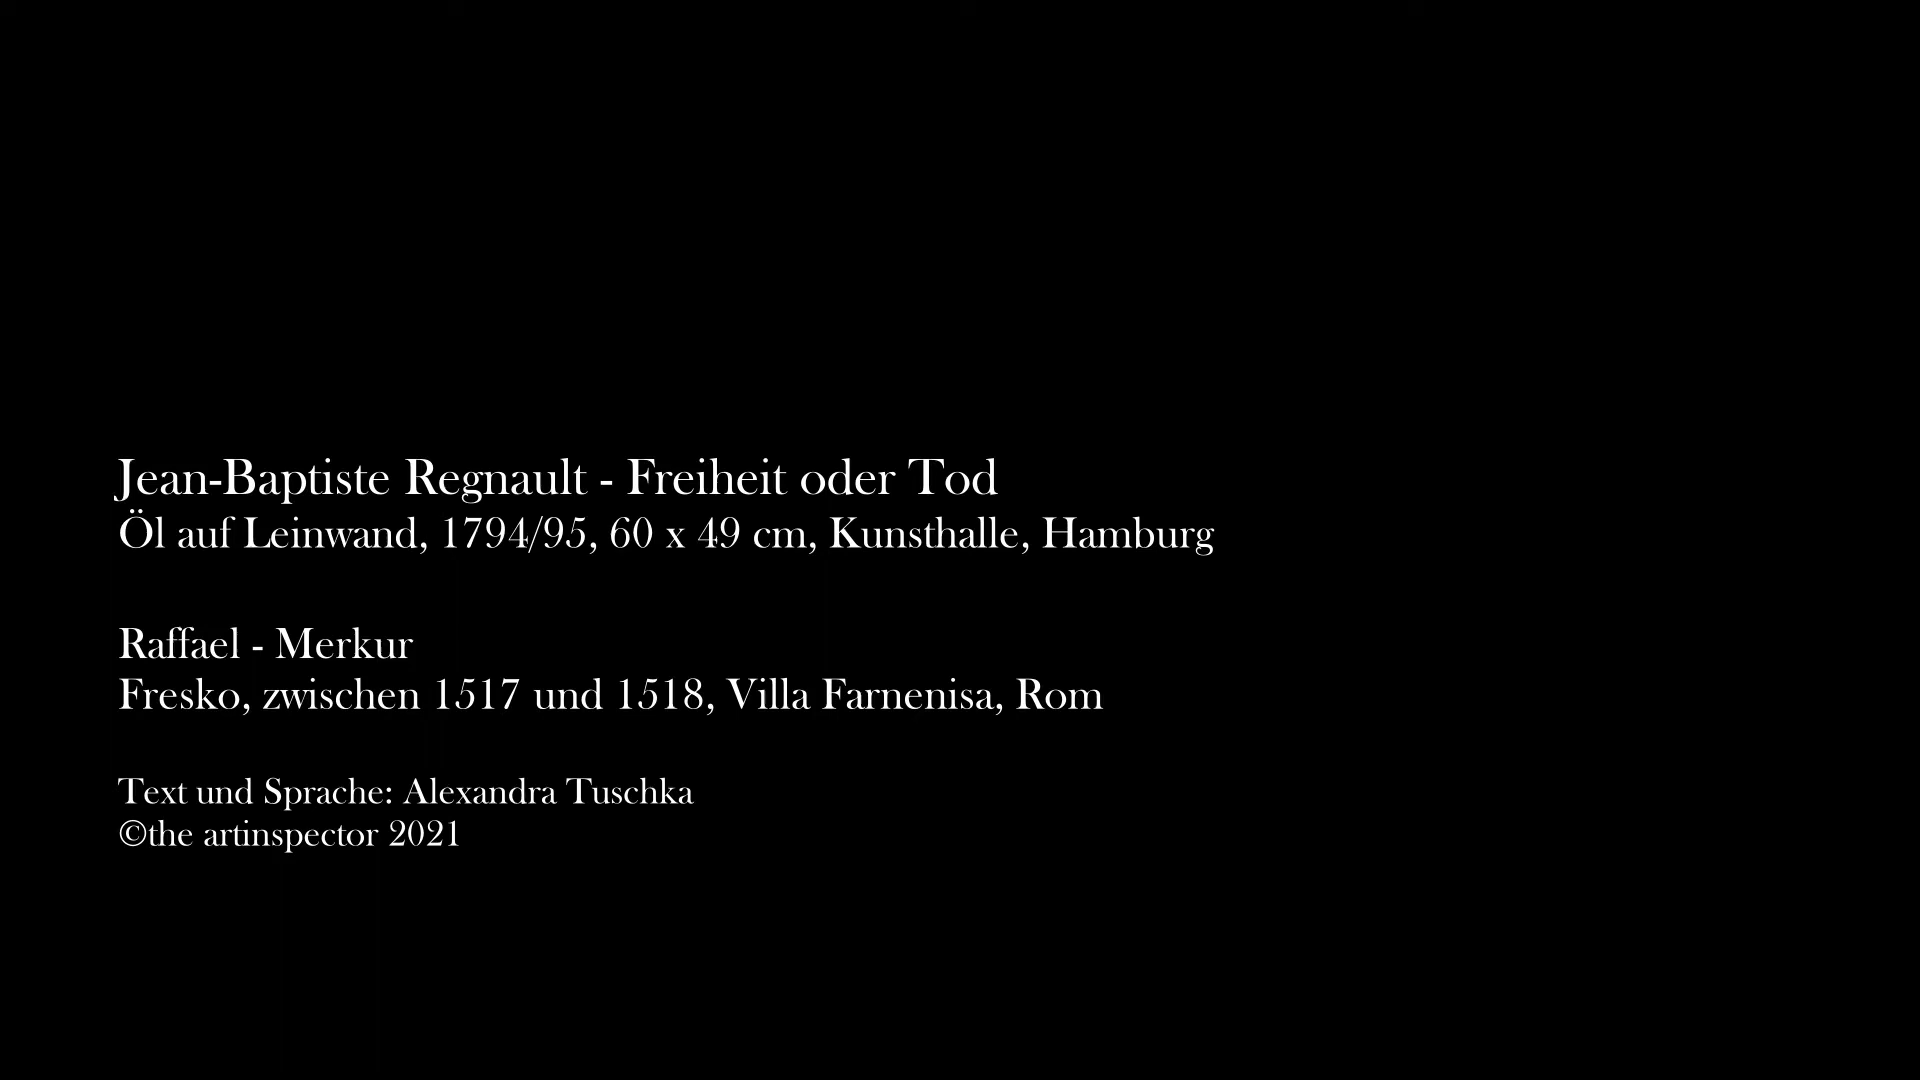 Jean-Baptiste Regnault - Freiheit oder Tod
Öl auf Leinwand, 1794/95, 60 x 49 cm, Kunsthalle, Hamburg
Raffael - Merkur
Fresko, zwischen 1517 und 1518, Villa Farnenisa, Rom
Text und Sprache: Alexandra Tuschka
©the artinspector 2021